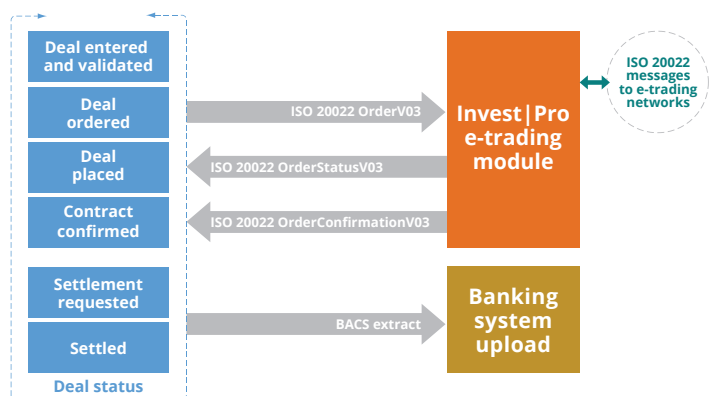 Deal entered
and validated
Deal
ordered
ISO 20022 OrderV03
Deal
placed
ISO 20022 OrderStatusV03
Contract
confirmed
ISO 20022 OrderConfirmationV03
Invest|Pro
e-trading
module
ISO 20022
messages
to e-trading
networks
Settlement
requested
Settled
BACS extract
Banking
system
upload
Deal status